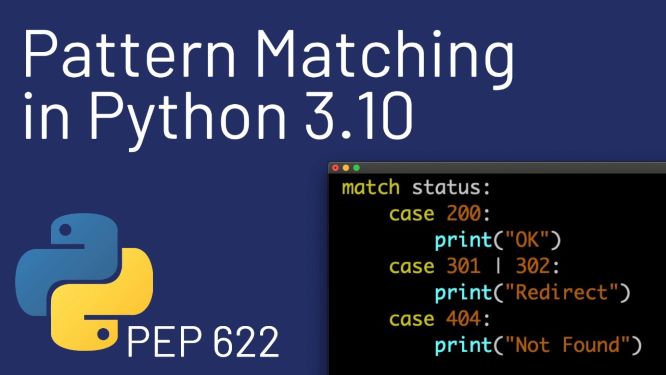 Pattern Matching
in Python 3.10
match status:
    case 200:
        print("OK")
    case 301 | 302:
        print("Redirect")
    case 404:
        print("Not Found")
PEP 622